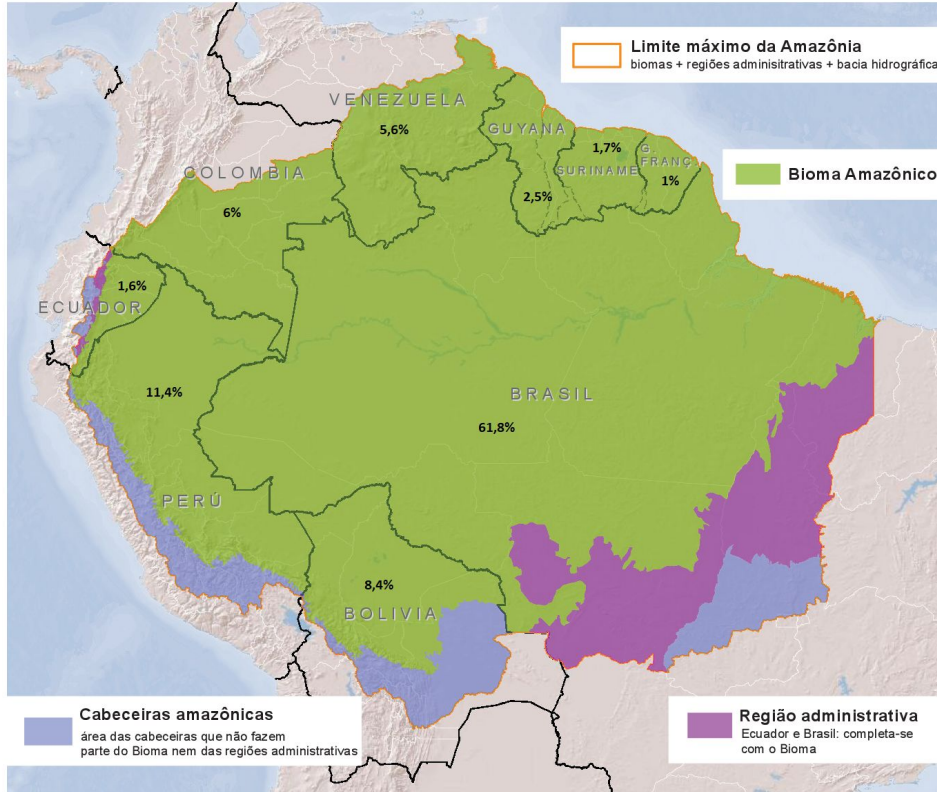 Limite máximo da Amazônia
biomas + regiões adminisitrativas + bacia hidrográfica
VENEZUELA
5,6%
GUYANA
2,5%
1,7%
SURINAME
G.
FRANÇ.
1%
Bioma Amazônico
COLOMBIA
6%
1,6%
ECUADOR
11,4%
BRASIL
61,8%
PERÚ
8,4%
BOLIVIA
Cabeceiras amazônicas
área das cabeceiras que não fazem
parte do Bioma nem das regiões administrativas
Região administrativa
Ecuador e Brasil: completa-se
com o Bioma